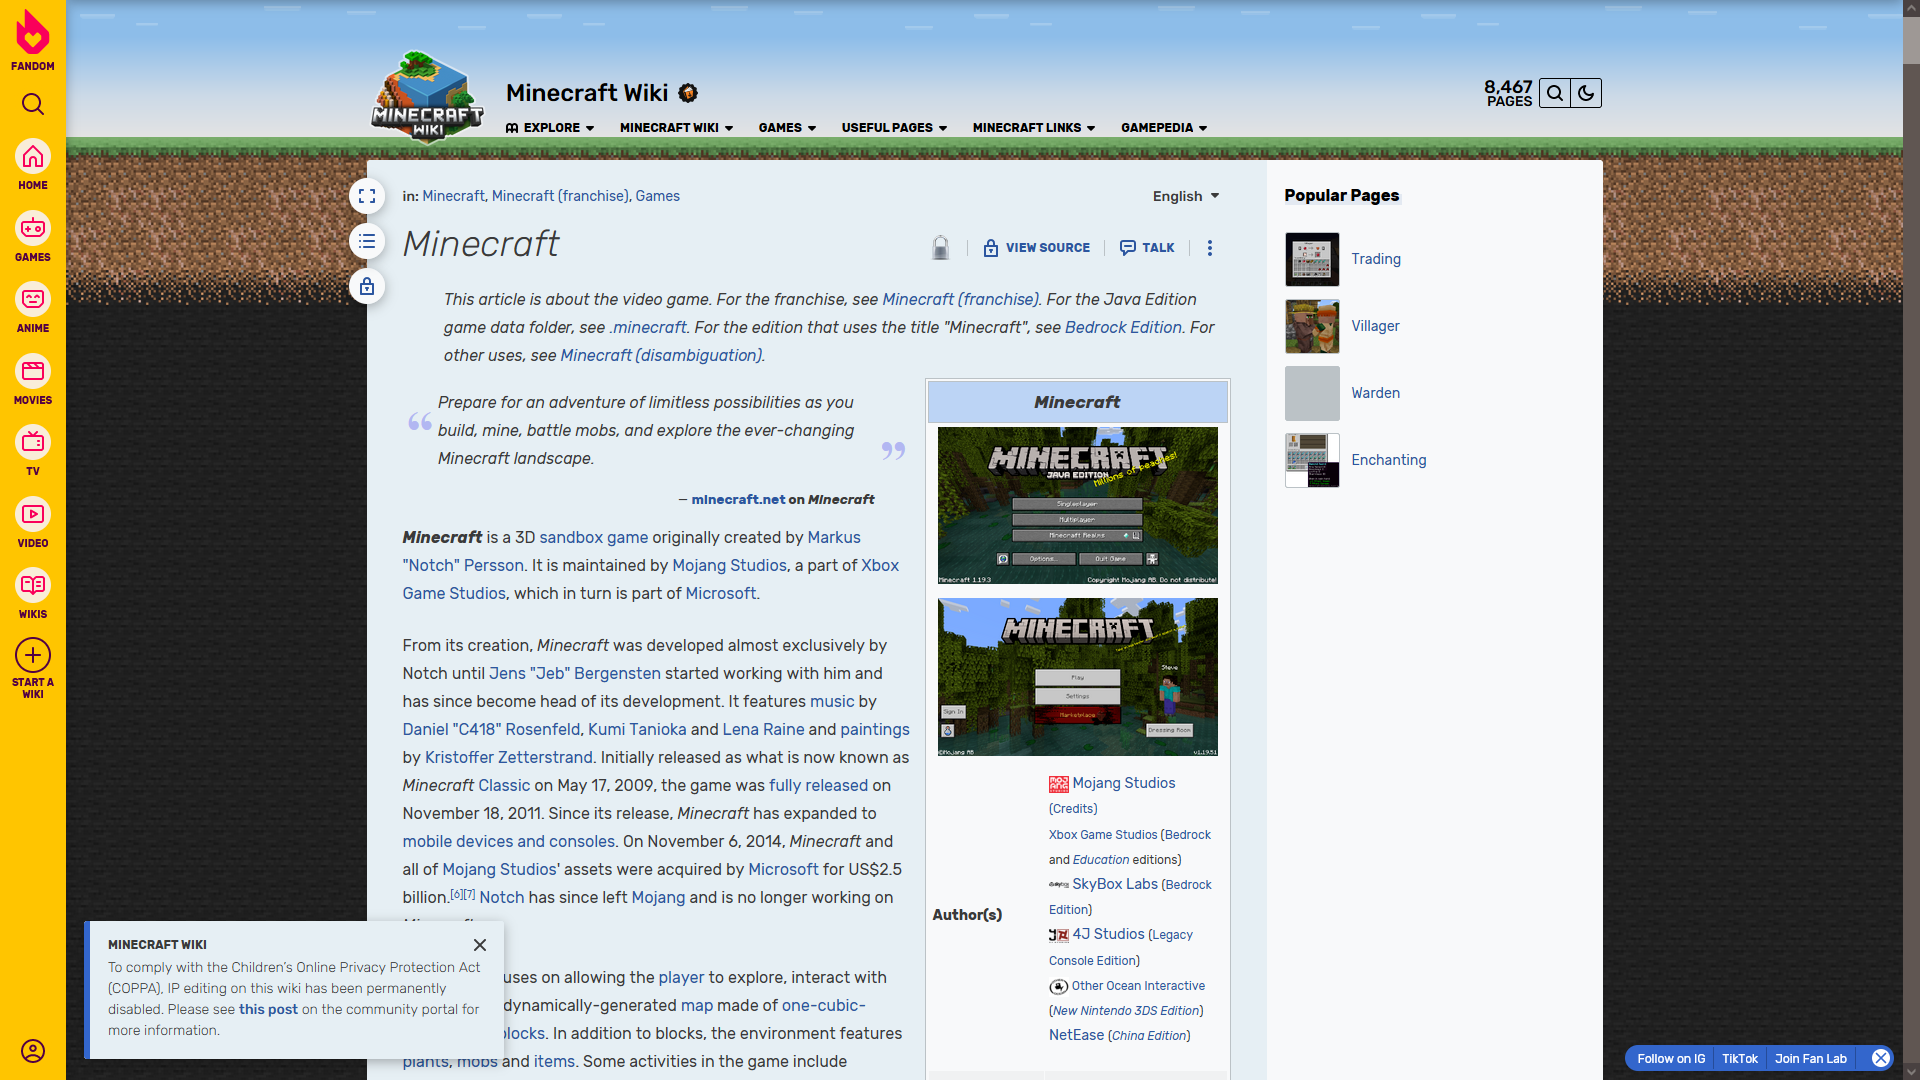 FANDOM
HOME
GAMES
ANIME
MOVIES
TV
VIDEO
WIKIS
START A
WIKI
MINECRAFT
WIKI
Minecraft Wiki
8,467
PAGES
EXPLORE
MINECRAFT WIKI
GAMES
USEFUL PAGES
MINECRAFT LINKS
GAMEPEDIA
in: Minecraft, Minecraft (franchise), Games
English
Minecraft
VIEW SOURCE
TALK
This article is about the video game. For the franchise, see Minecraft (franchise). For the Java Edition
game data folder, see .minecraft. For the edition that uses the title "Minecraft", see Bedrock Edition. For
other uses, see Minecraft (disambiguation).
“ Prepare for an adventure of limitless possibilities as you
build, mine, battle mobs, and explore the ever-changing
Minecraft landscape. ”
— minecraft.net on Minecraft
Minecraft is a 3D sandbox game originally created by Markus
"Notch" Persson. It is maintained by Mojang Studios, a part of Xbox
Game Studios, which in turn is part of Microsoft.
From its creation, Minecraft was developed almost exclusively by
Notch until Jens "Jeb" Bergensten started working with him and
has since become head of its development. It features music by
Daniel "C418" Rosenfeld, Kumi Tanioka and Lena Raine and paintings
by Kristoffer Zetterstrand. Initially released as what is now known as
Minecraft Classic on May 17, 2009, the game was fully released on
November 18, 2011. Since its release, Minecraft has expanded to
mobile devices and consoles. On November 6, 2014, Minecraft and
all of Mojang Studios' assets were acquired by Microsoft for US$2.5
billion.[6][7] Notch has since left Mojang and is no longer working on
uses on allowing the player to explore, interact with
dynamically-generated map made of one-cubic-
blocks. In addition to blocks, the environment features
plants, mobs and items. Some activities in the game include
Minecraft
MINECRAFT
JAVA EDITION
Millions of peaches!
Singleplayer
Multiplayer
Minecraft Realms
Options...
Quit Game
Minecraft 1.19.3
Copyright Mojang AB. Do not distribute!
MINECRAFT
Steve
Play
Settings
Marketplace
Sign In
Dressing Room
©Mojang AB
v1.19.51
Author(s)
MOJANG STUDIOS
Mojang Studios
(Credits)
Xbox Game Studios (Bedrock
and Education editions)
SkyBox Labs (Bedrock
Edition)
4J Studios (Legacy
Console Edition)
Other Ocean Interactive
(New Nintendo 3DS Edition)
NetEase (China Edition)
Popular Pages
Trading
Villager
Warden
Enchanting
MINECRAFT WIKI
To comply with the Children’s Online Privacy Protection Act
(COPPA), IP editing on this wiki has been permanently
disabled. Please see this post on the community portal for
more information.
Follow on IG
TikTok
Join Fan Lab